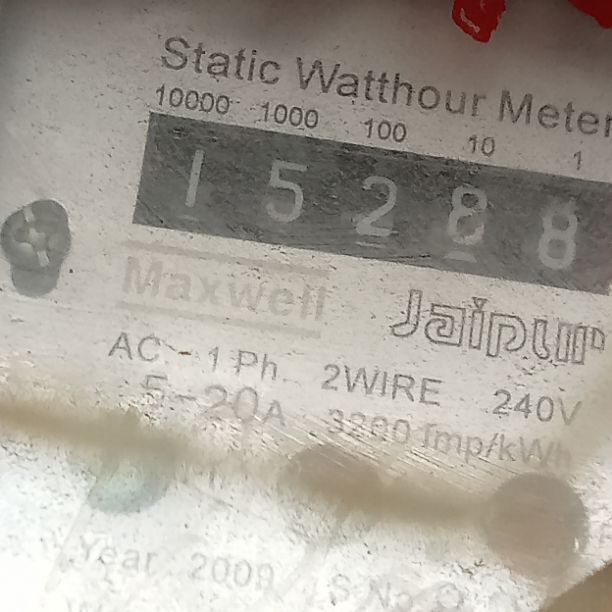 Static Watthour Meter
10000 1000 100 10 1
1 5 2 8 8
Maxwell
Jaipur
AC - 1 Ph. 2WIRE 240V
5-20A 3200 Imp/kWh
Year 2009 S.No.